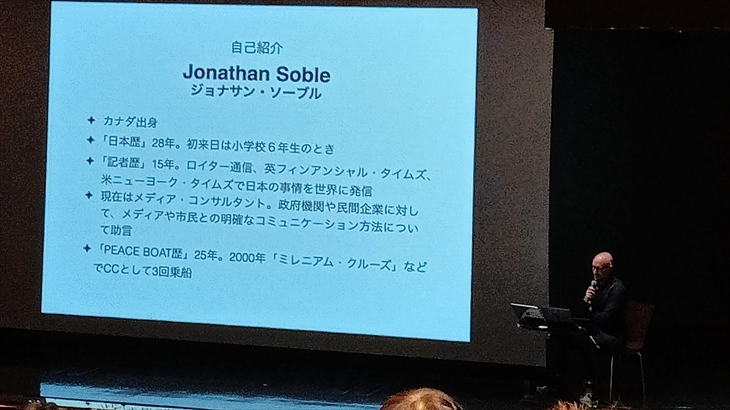 自己紹介
Jonathan Soble
ジョナサン・ソーブル
✦ カナダ出身
✦「日本歴」28年。初来日は小学校6年生のとき
✦「記者歴」15年。ロイター通信、英フィンアンシャル・タイムズ、
米ニューヨーク・タイムズで日本の事情を世界に発信
✦ 現在はメディア・コンサルタント。政府機関や民間企業に対し
て、メディアや市民との明確なコミュニケーション方法につい
て助言
✦「PEACE BOAT歴」25年。2000年「ミレニアム・クルーズ」など
でCCとして3回乗船